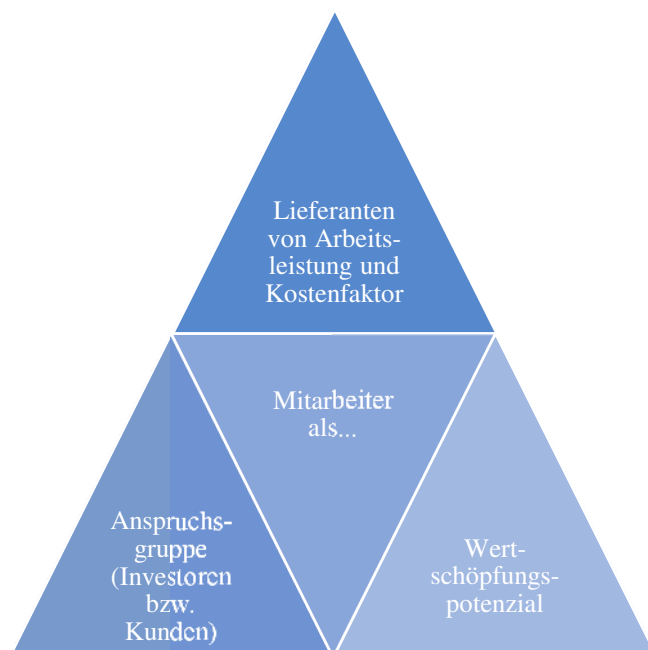 Lieferanten
von Arbeits-
leistung und
Kostenfaktor
Mitarbeiter
als...
Anspruchs-
gruppe
(Investoren
bzw.
Kunden)
Wert-
schöpfungs-
potenzial